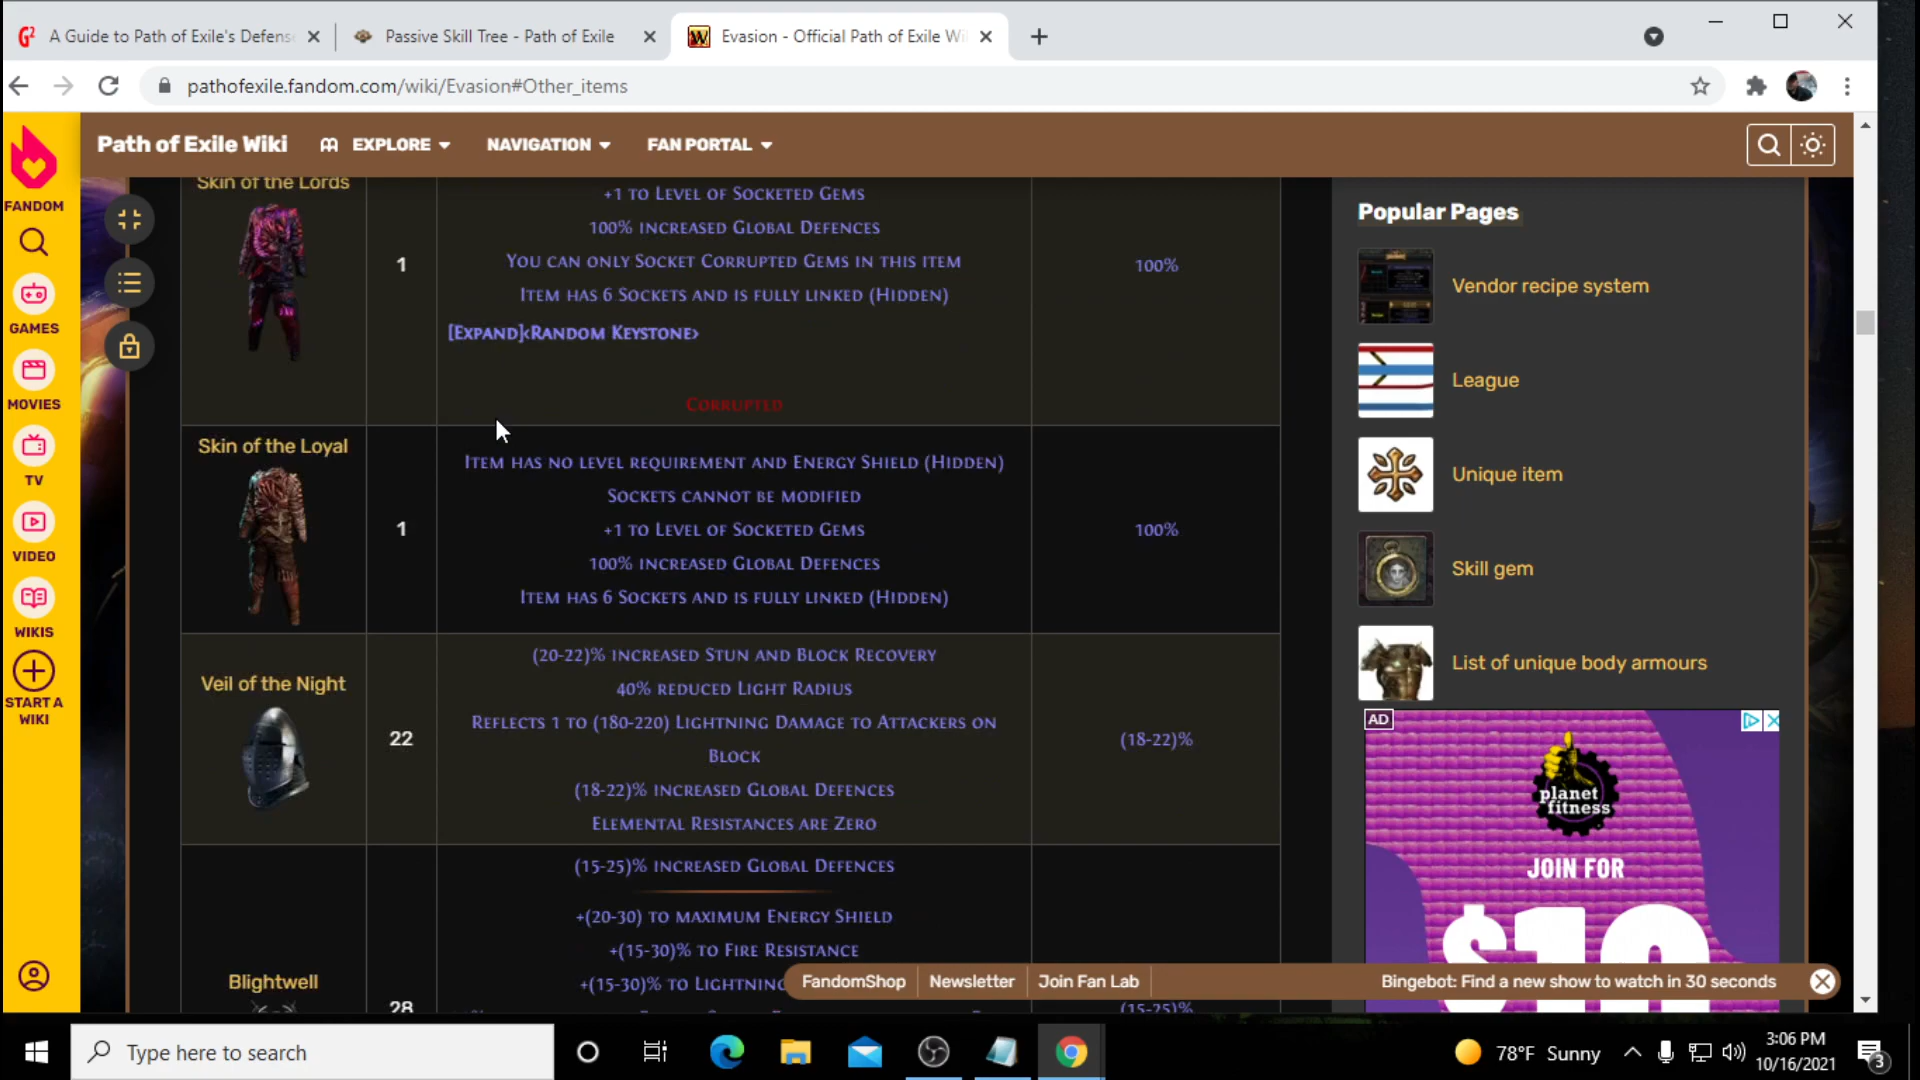 A Guide to Path of Exile's Defens
Passive Skill Tree - Path of Exile
Evasion - Official Path of Exile Wi
pathofexile.fandom.com/wiki/Evasion#Other_items
Path of Exile Wiki
EXPLORE
NAVIGATION
FAN PORTAL
FANDOM
GAMES
MOVIES
TV
VIDEO
WIKIS
START A
WIKI
Skin of the Lords
1
+1 to Level of Socketed Gems
100% increased Global Defences
You can only Socket Corrupted Gems in this item
Item has 6 Sockets and is fully linked (Hidden)
[Expand]<Random Keystone>
Corrupted
100%
Skin of the Loyal
1
Item has no level requirement and Energy Shield (Hidden)
Sockets cannot be modified
+1 to Level of Socketed Gems
100% increased Global Defences
Item has 6 Sockets and is fully linked (Hidden)
100%
Veil of the Night
22
(20-22)% increased Stun and Block Recovery
40% reduced Light Radius
Reflects 1 to (180-220) Lightning Damage to Attackers on
Block
(18-22)% increased Global Defences
Elemental Resistances are Zero
(18-22)%
Blightwell
28
(15-25)% increased Global Defences
+(20-30) to maximum Energy Shield
+(15-30)% to Fire Resistance
+(15-30)% to Lightning
(15-25)%
Popular Pages
Vendor recipe system
League
Unique item
Skill gem
List of unique body armours
AD
planet
fitness
JOIN FOR
$10
FandomShop
Newsletter
Join Fan Lab
Bingebot: Find a new show to watch in 30 seconds
Type here to search
78°F Sunny
3:06 PM
10/16/2021
3